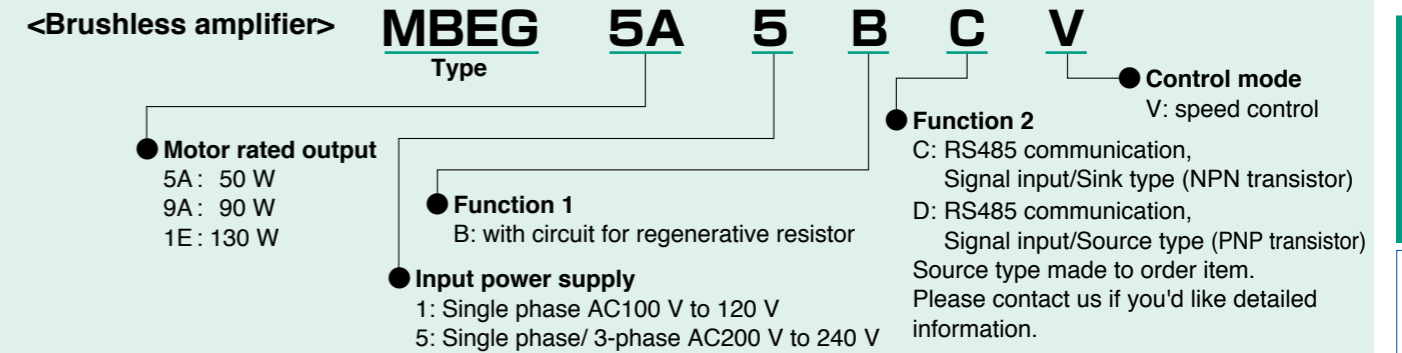 <Brushless amplifier> MBEG 5A 5 B C V
Type
Control mode
V: speed control
Motor rated output
5A: 50 W
9A: 90 W
1E: 130 W
Function 1
B: with circuit for regenerative resistor
Input power supply
1: Single phase AC100 V to 120 V
5: Single phase/ 3-phase AC200 V to 240 V
Function 2
C: RS485 communication,
Signal input/Sink type (NPN transistor)
D: RS485 communication,
Signal input/Source type (PNP transistor)
Source type made to order item.
Please contact us if you'd like detailed
information.